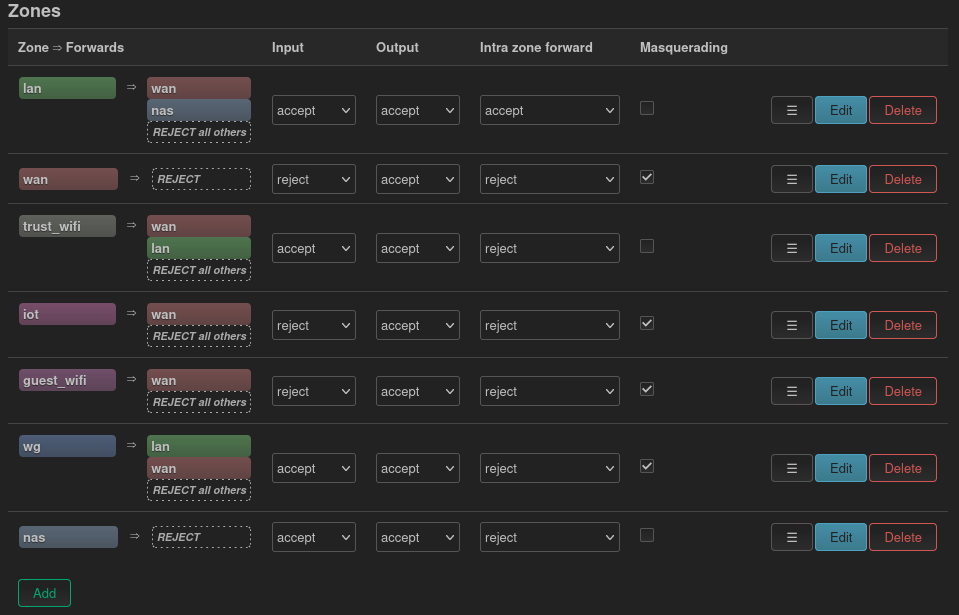 Zones
Zone ⇒ Forwards Input Output Intra zone forward Masquerading
lan ⇒ wan
nas
REJECT all others
accept accept accept ☰ Edit Delete
wan ⇒ REJECT reject accept reject ☰ Edit Delete
trust_wifi ⇒ wan
lan
REJECT all others
accept accept reject ☰ Edit Delete
iot ⇒ wan
REJECT all others
reject accept reject ☰ Edit Delete
guest_wifi ⇒ wan
REJECT all others
reject accept reject ☰ Edit Delete
wg ⇒ lan
wan
REJECT all others
accept accept reject ☰ Edit Delete
nas ⇒ REJECT accept accept reject ☰ Edit Delete
Add